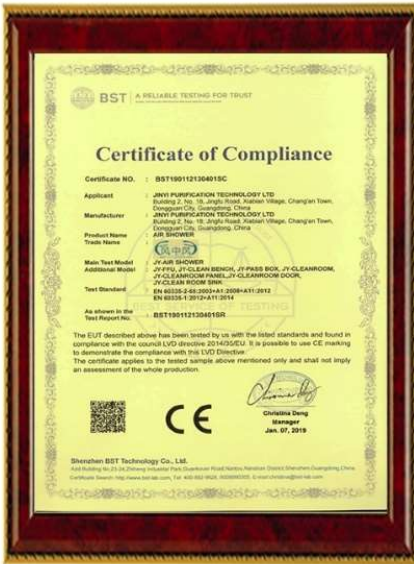 BST A RELIABLE TESTING FOR TRUST
Certificate of Compliance
Certificate NO. : BST190112130401SC
Applicant : JINYI PURIFICATION TECHNOLOGY LTD
Building 2, No. 18, Jingfu Road, Xiabian Village, Chang'an Town,
Dongguan City, Guangdong, China
Manufacturer : JINYI PURIFICATION TECHNOLOGY LTD
Building 2, No. 18, Jingfu Road, Xiabian Village, Chang'an Town,
Dongguan City, Guangdong, China
Product Name : AIR SHOWER
Trade Name : 风中风
Main Test Model : JY-AIR SHOWER
Additional Model : JY-FFU, JY-CLEAN BENCH, JY-PASS BOX, JY-CLEANROOM,
JY-CLEANROOM PANEL, JY-CLEANROOM DOOR,
JY-CLEAN ROOM SINK
Test Standard : EN 60335-2-65:2003+A1:2008+A11:2012
EN 60335-1:2012+A11:2014
BEST SERVICE OF TESTING
As shown in the
Test Report No. : BST190112130401SR
The EUT described above has been tested by us with the listed standards and found in
compliance with the council LVD directive 2014/35/EU. It is possible to use CE marking
to demonstrate the compliance with this LVD Directive.
The certificate applies to the tested sample above mentioned only and shall not imply
an assessment of the whole production.
CE
Christina Deng
Manager
Jan. 07, 2019
Shenzhen BST Technology Co., Ltd.